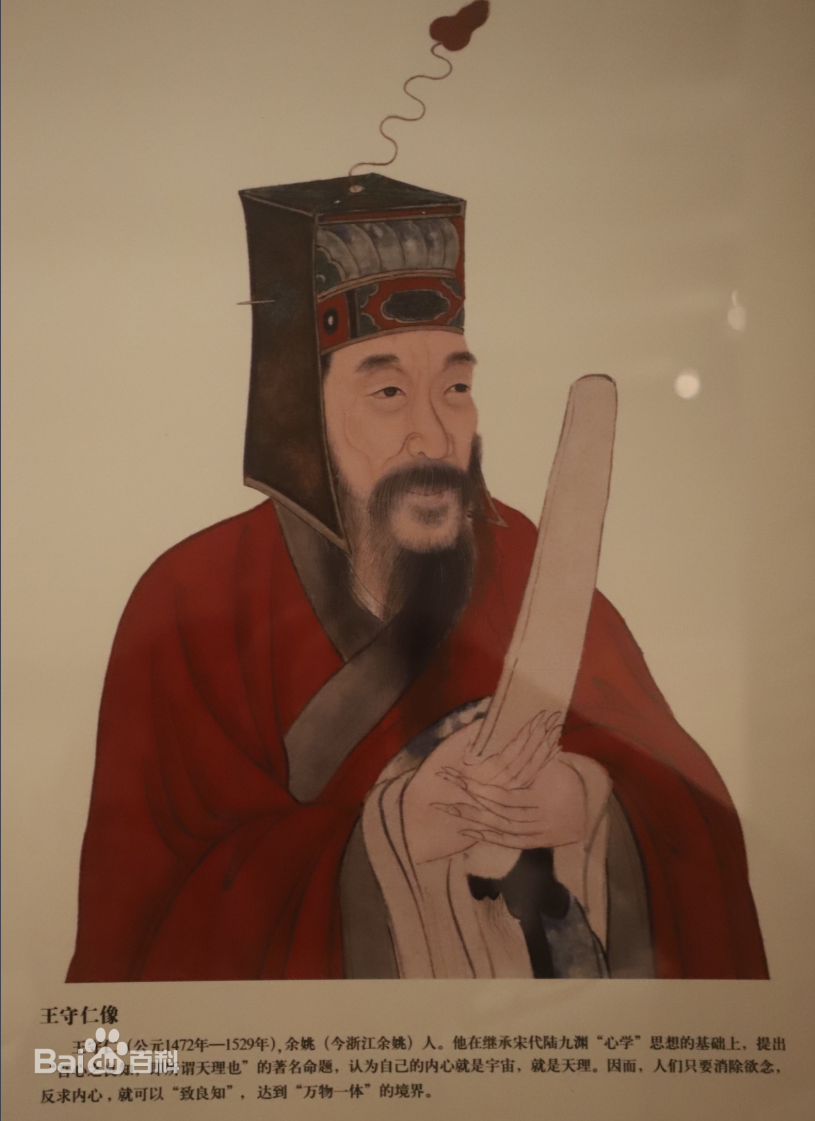 王守仁像
王守仁（公元1472年—1529年），余姚（今浙江余姚）人。他在继承宋代陆九渊“心学”思想的基础上，提出
谓天理也”的著名命题，认为自己的内心就是宇宙，就是天理。因而，人们只要消除欲念，
反求内心，就可以“致良知”，达到“万物一体”的境界。
Bai百科